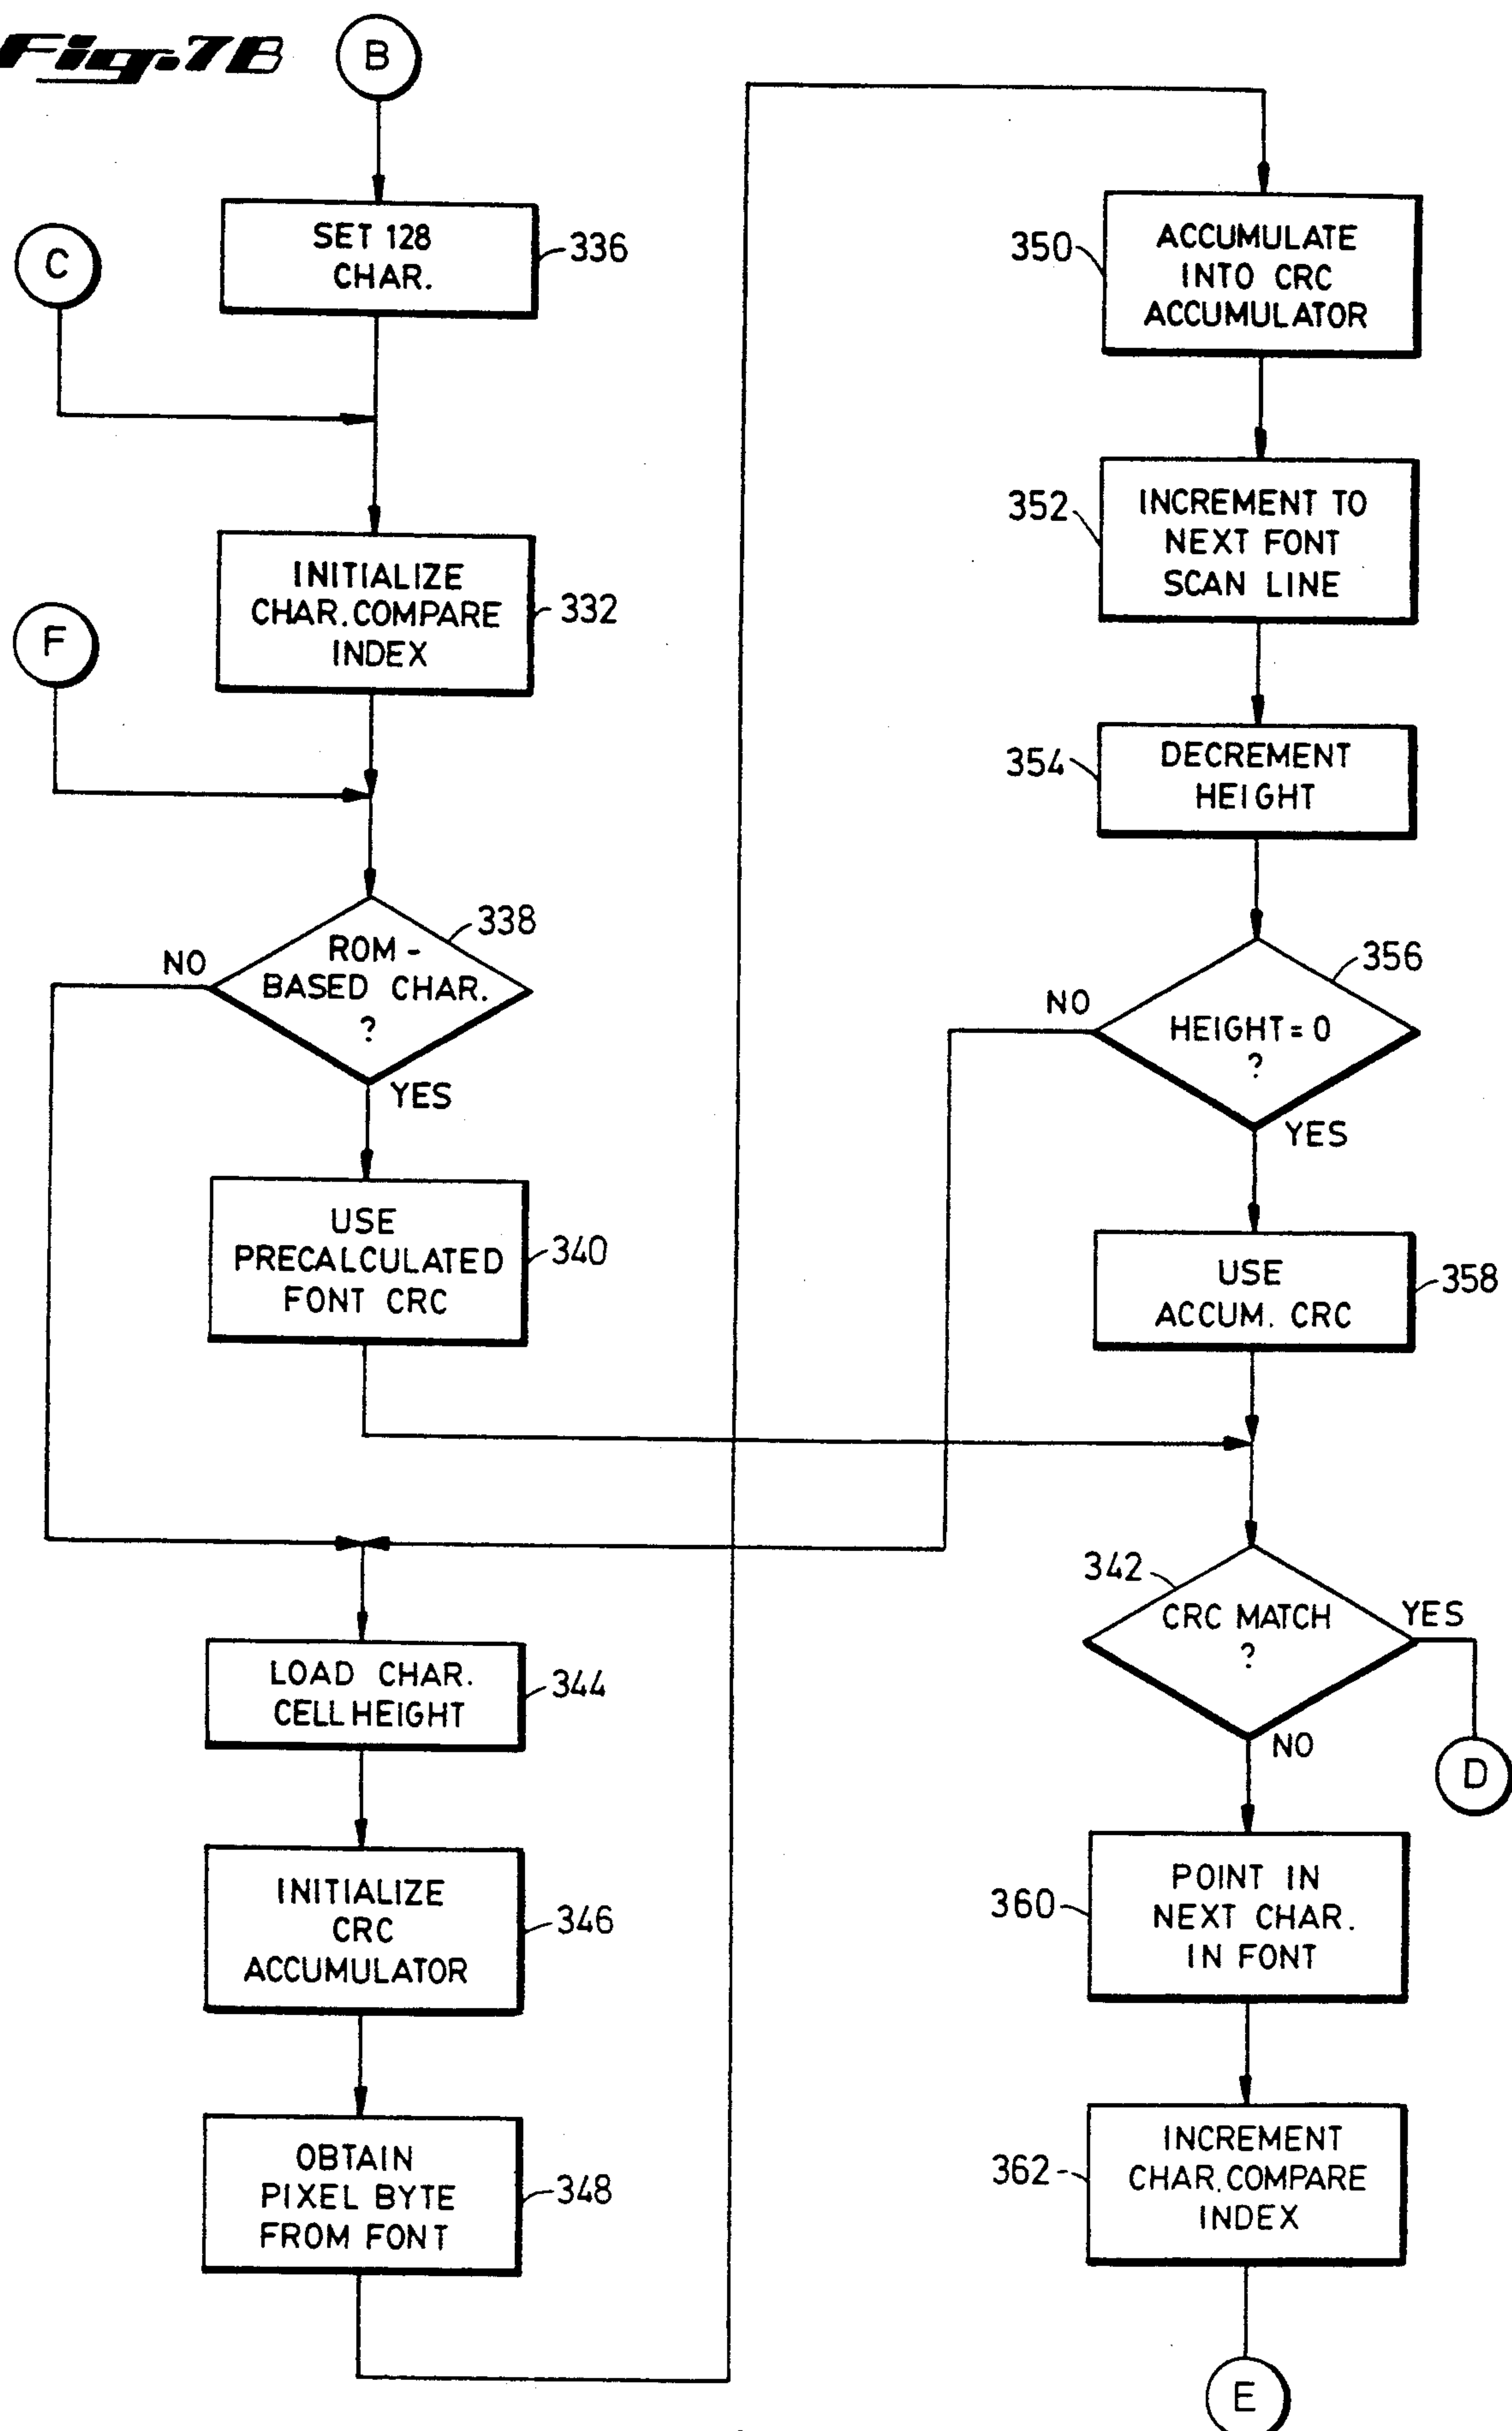 Fig. 7B
B
SET 128
CHAR.
336
C
INITIALIZE
CHAR. COMPARE
INDEX
332
F
338
ROM -
BASED CHAR.
?
NO
YES
USE
PRECALCULATED
FONT CRC
340
LOAD CHAR.
CELL HEIGHT
344
INITIALIZE
CRC
ACCUMULATOR
346
OBTAIN
PIXEL BYTE
FROM FONT
348
350
ACCUMULATE
INTO CRC
ACCUMULATOR
352
INCREMENT TO
NEXT FONT
SCAN LINE
354
DECREMENT
HEIGHT
356
NO
HEIGHT = 0
?
YES
USE
ACCUM. CRC
358
342
CRC MATCH
?
YES
D
NO
360
POINT IN
NEXT CHAR.
IN FONT
362
INCREMENT
CHAR. COMPARE
INDEX
E